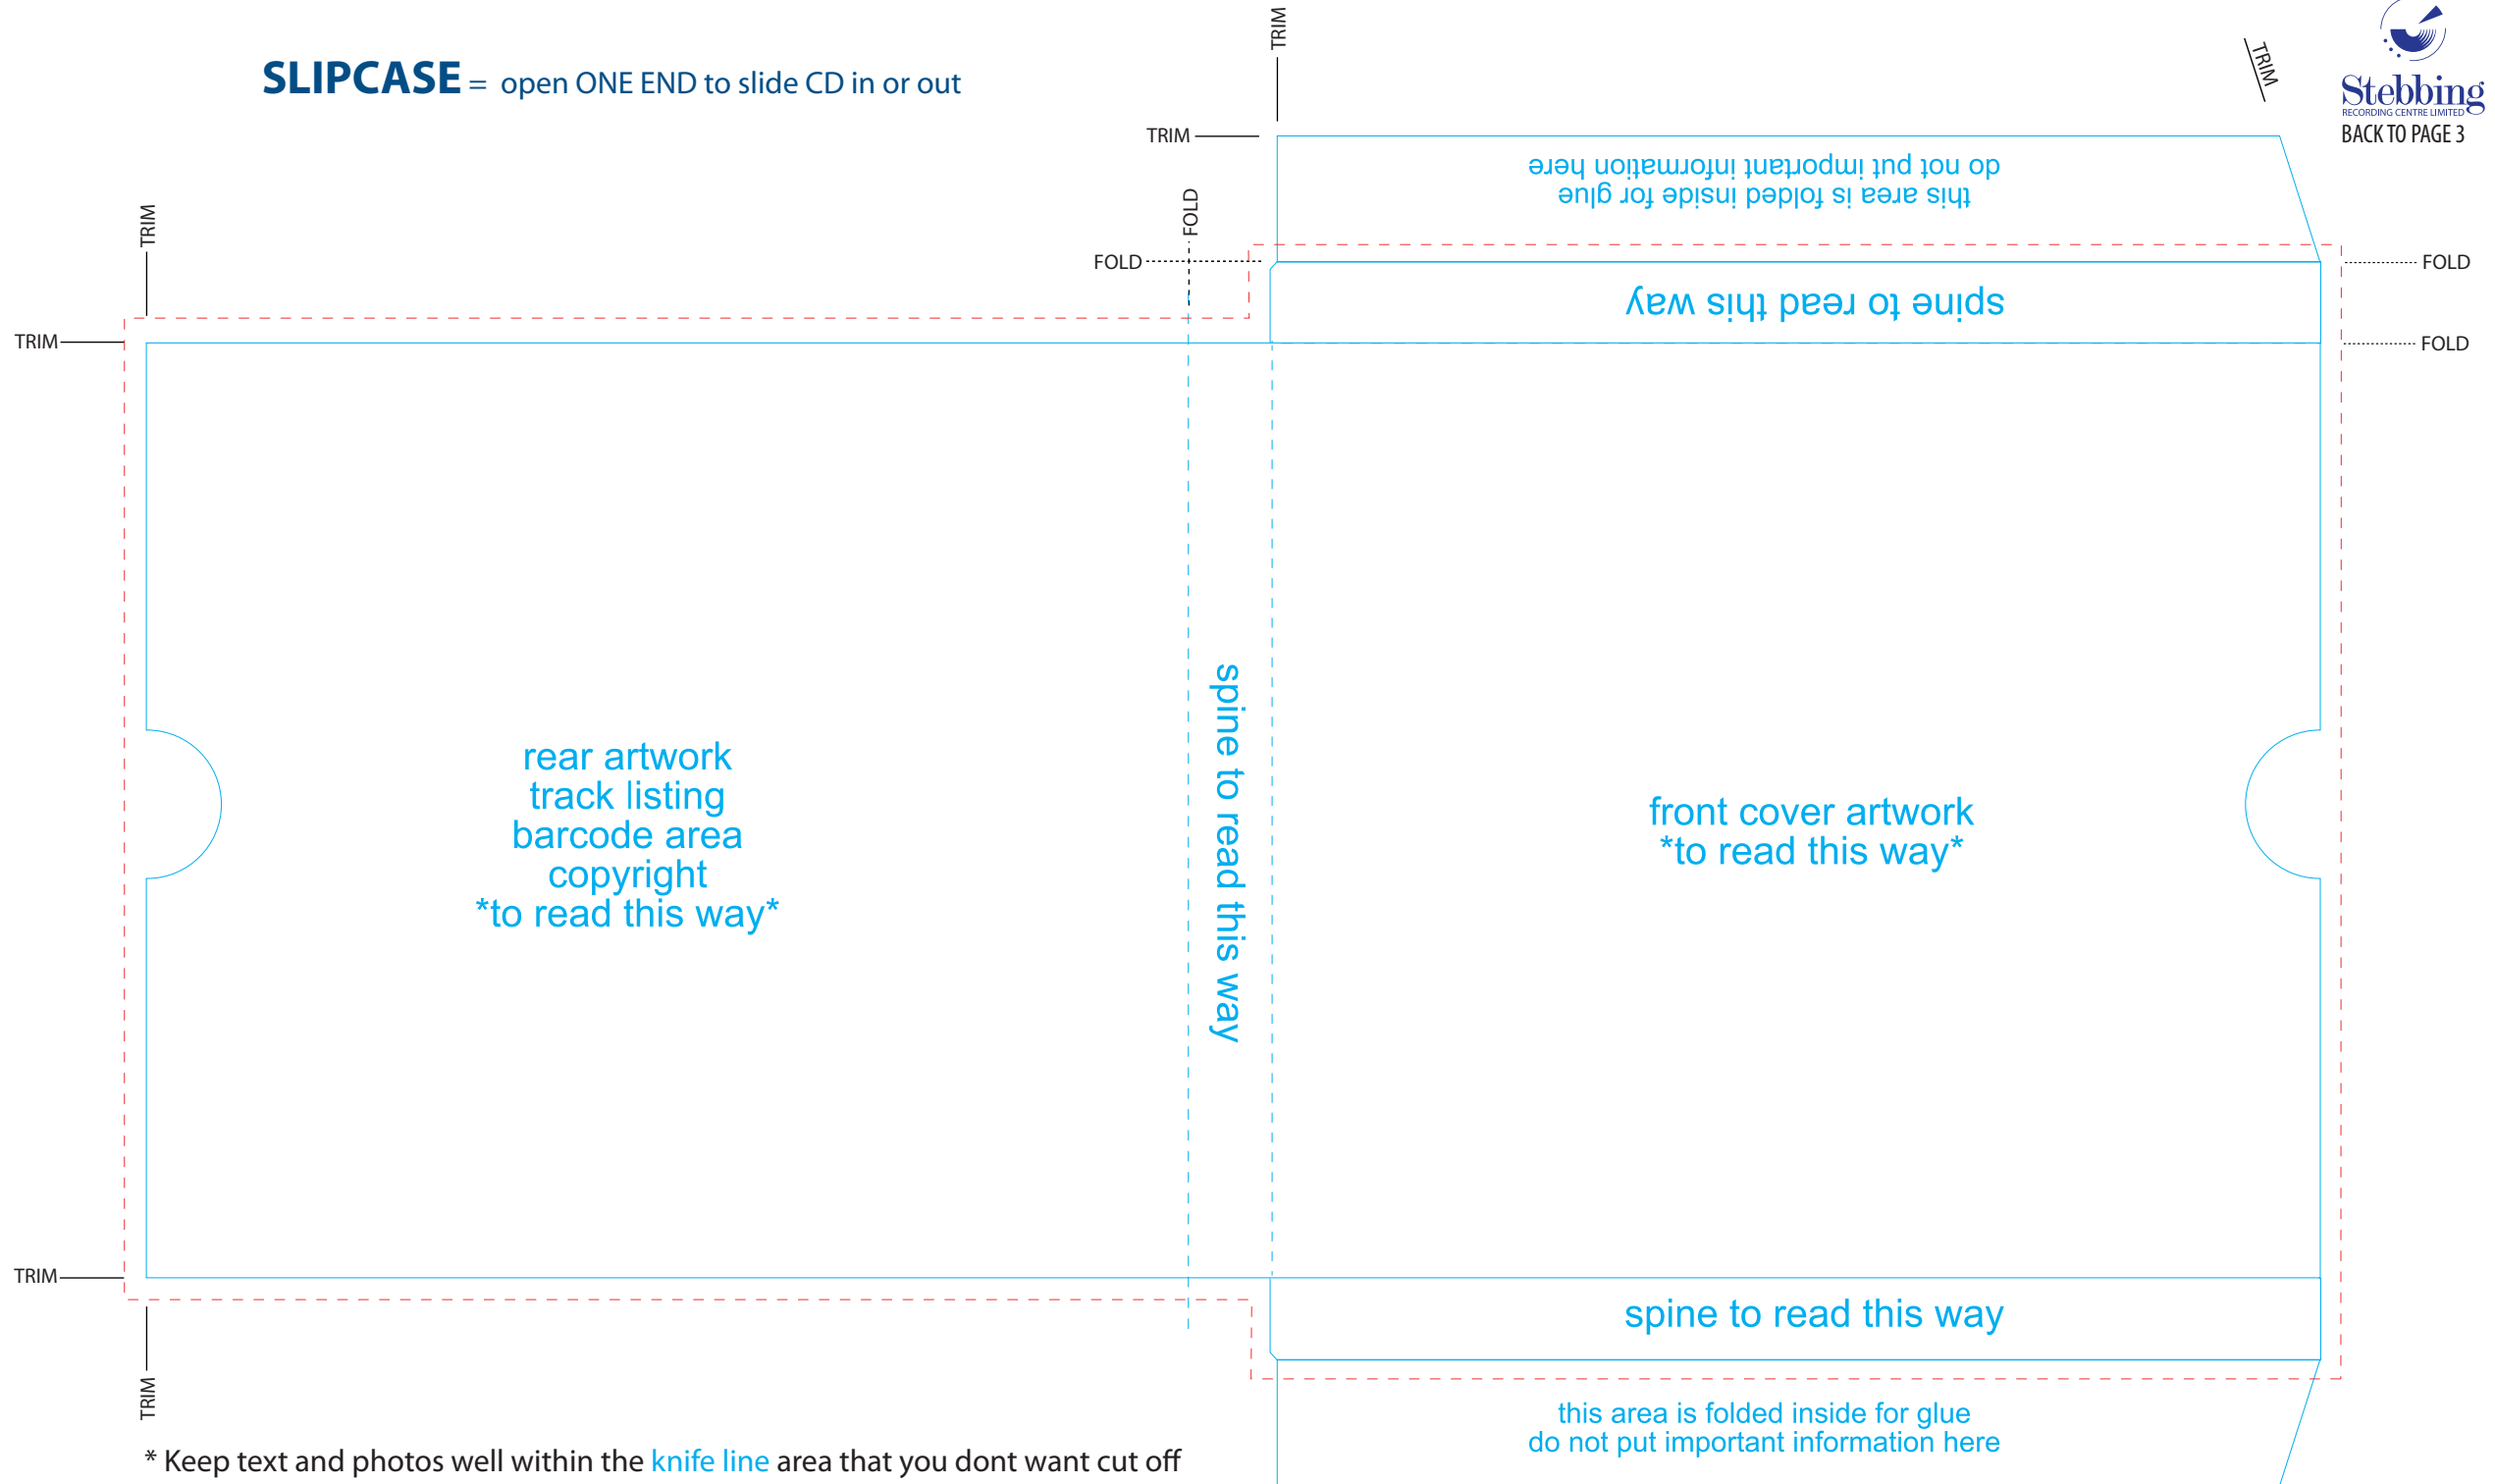 TRIM
TRIM
SLIPCASE = open ONE END to slide CD in or out
Stebbing
RECORDING CENTRE LIMITED
BACK TO PAGE 3
TRIM
do not put important information here
this area is folded inside for glue
TRIM
FOLD
FOLD
FOLD
spine to read this way
TRIM
FOLD
rear artwork
track listing
barcode area
copyright
*to read this way*
spine to read this way
front cover artwork
*to read this way*
TRIM
spine to read this way
TRIM
this area is folded inside for glue
do not put important information here
* Keep text and photos well within the knife line area that you dont want cut off